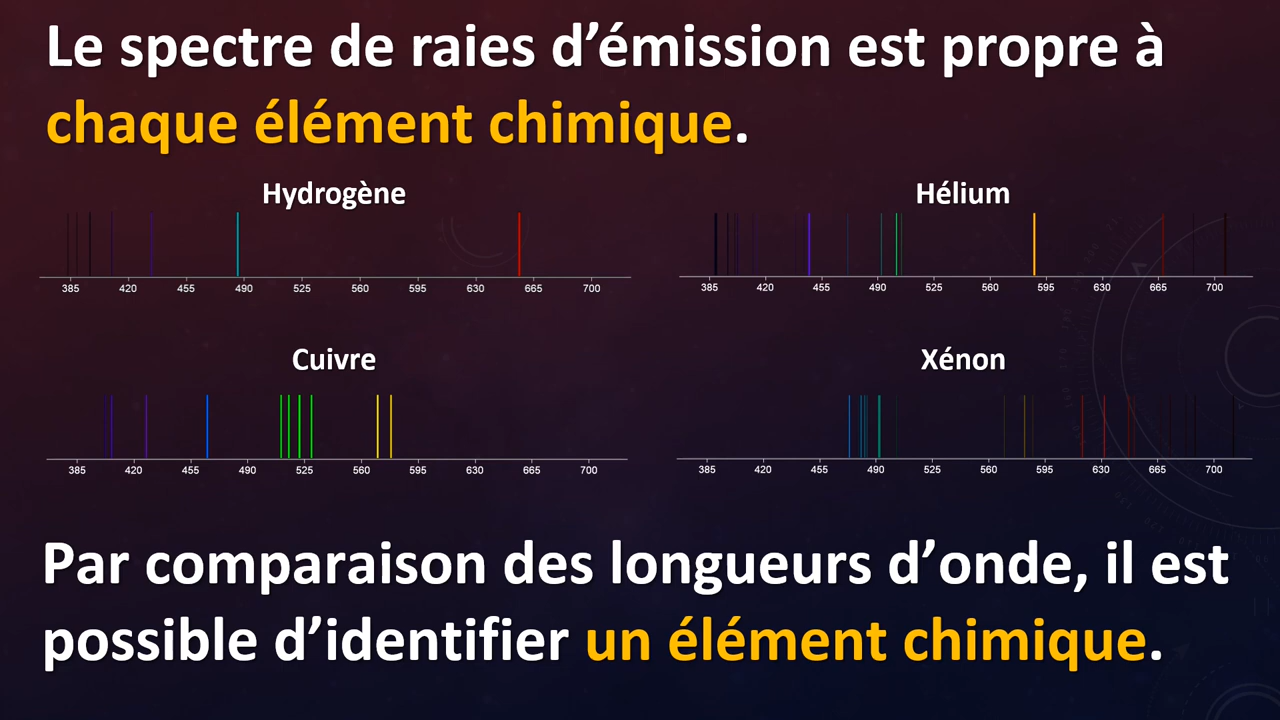 Le spectre de raies d’émission est propre à
chaque élément chimique.
Hydrogène
385 420 455 490 525 560 595 630 665 700
Hélium
385 420 455 490 525 560 595 630 665 700
Cuivre
385 420 455 490 525 560 595 630 665 700
Xénon
385 420 455 490 525 560 595 630 665 700
Par comparaison des longueurs d’onde, il est
possible d’identifier un élément chimique.